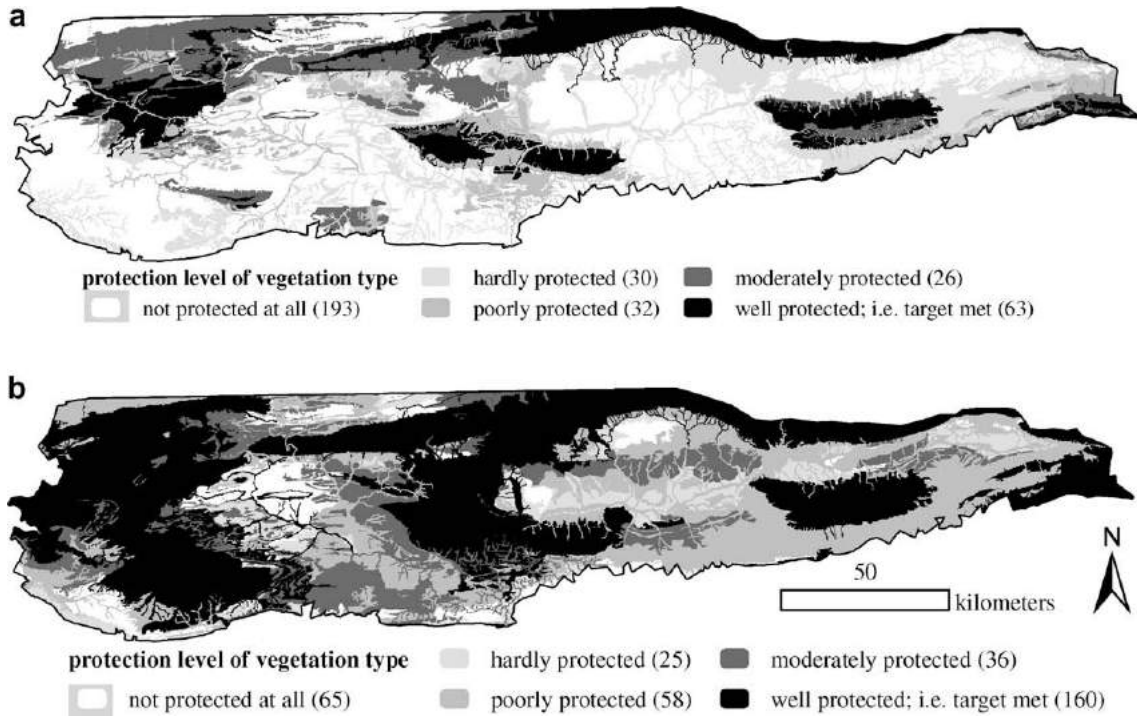 a
protection level of vegetation type hardly protected (30) moderately protected (26)
not protected at all (193) poorly protected (32) well protected; i.e. target met (63)
b
N
50
kilometers
protection level of vegetation type hardly protected (25) moderately protected (36)
not protected at all (65) poorly protected (58) well protected; i.e. target met (160)